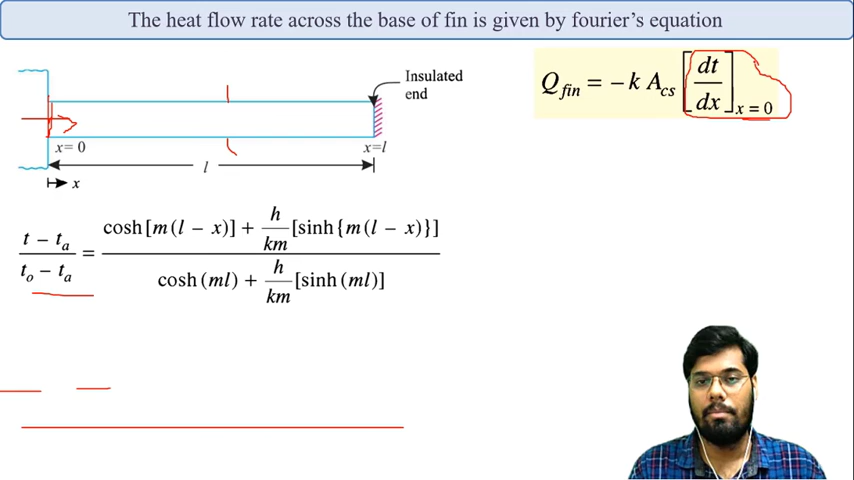 The heat flow rate across the base of fin is given by fourier's equation
Insulated
end
x= 0
x=l
l
x
Q_fin = − k A_cs [dt/dx]_x = 0
(t − t_a)/(t_o − t_a) = (cosh [m (l − x)] + h/km [sinh {m (l − x)}])/(cosh (ml) + h/km [sinh (ml)])